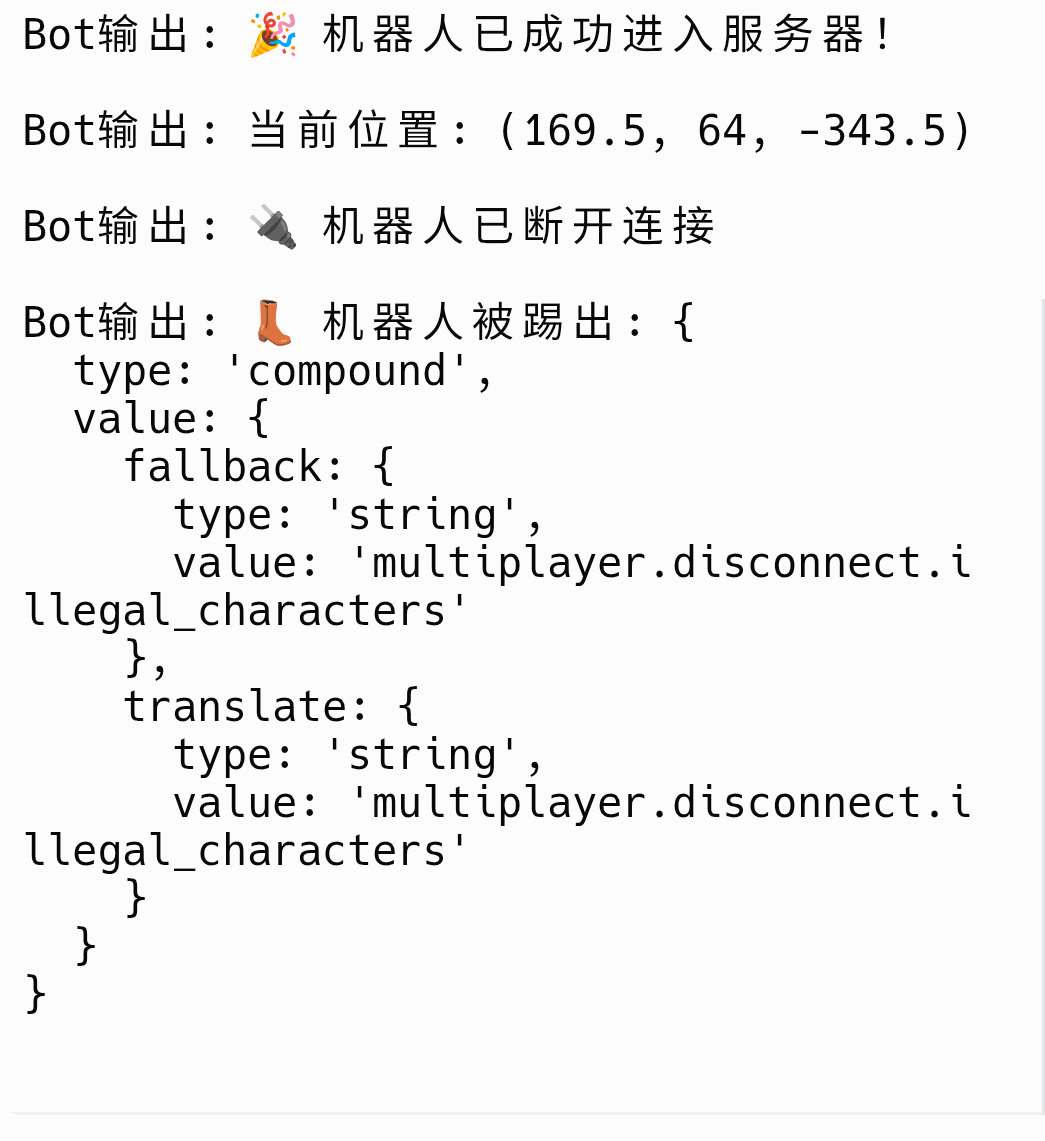 Bot输出: 🎉 机器人已成功进入服务器!
Bot输出: 当前位置: (169.5, 64, -343.5)
Bot输出: 🔌 机器人已断开连接
Bot输出: 👢 机器人被踢出: {
  type: 'compound',
  value: {
    fallback: {
      type: 'string',
      value: 'multiplayer.disconnect.i
llegal_characters'
    },
    translate: {
      type: 'string',
      value: 'multiplayer.disconnect.i
llegal_characters'
    }
  }
}